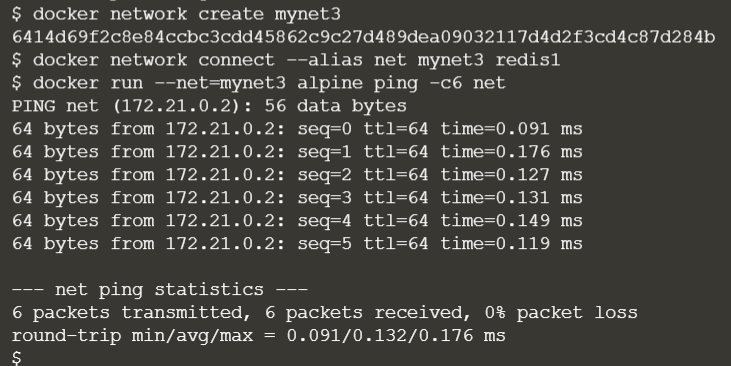 $ docker network create mynet3
6414d69f2c8e84ccbc3cdd45862c9c27d489dea09032117d4d2f3cd4c87d284b
$ docker network connect --alias net mynet3 redis1
$ docker run --net=mynet3 alpine ping -c6 net
PING net (172.21.0.2): 56 data bytes
64 bytes from 172.21.0.2: seq=0 ttl=64 time=0.091 ms
64 bytes from 172.21.0.2: seq=1 ttl=64 time=0.176 ms
64 bytes from 172.21.0.2: seq=2 ttl=64 time=0.127 ms
64 bytes from 172.21.0.2: seq=3 ttl=64 time=0.131 ms
64 bytes from 172.21.0.2: seq=4 ttl=64 time=0.149 ms
64 bytes from 172.21.0.2: seq=5 ttl=64 time=0.119 ms

--- net ping statistics ---
6 packets transmitted, 6 packets received, 0% packet loss
round-trip min/avg/max = 0.091/0.132/0.176 ms
$